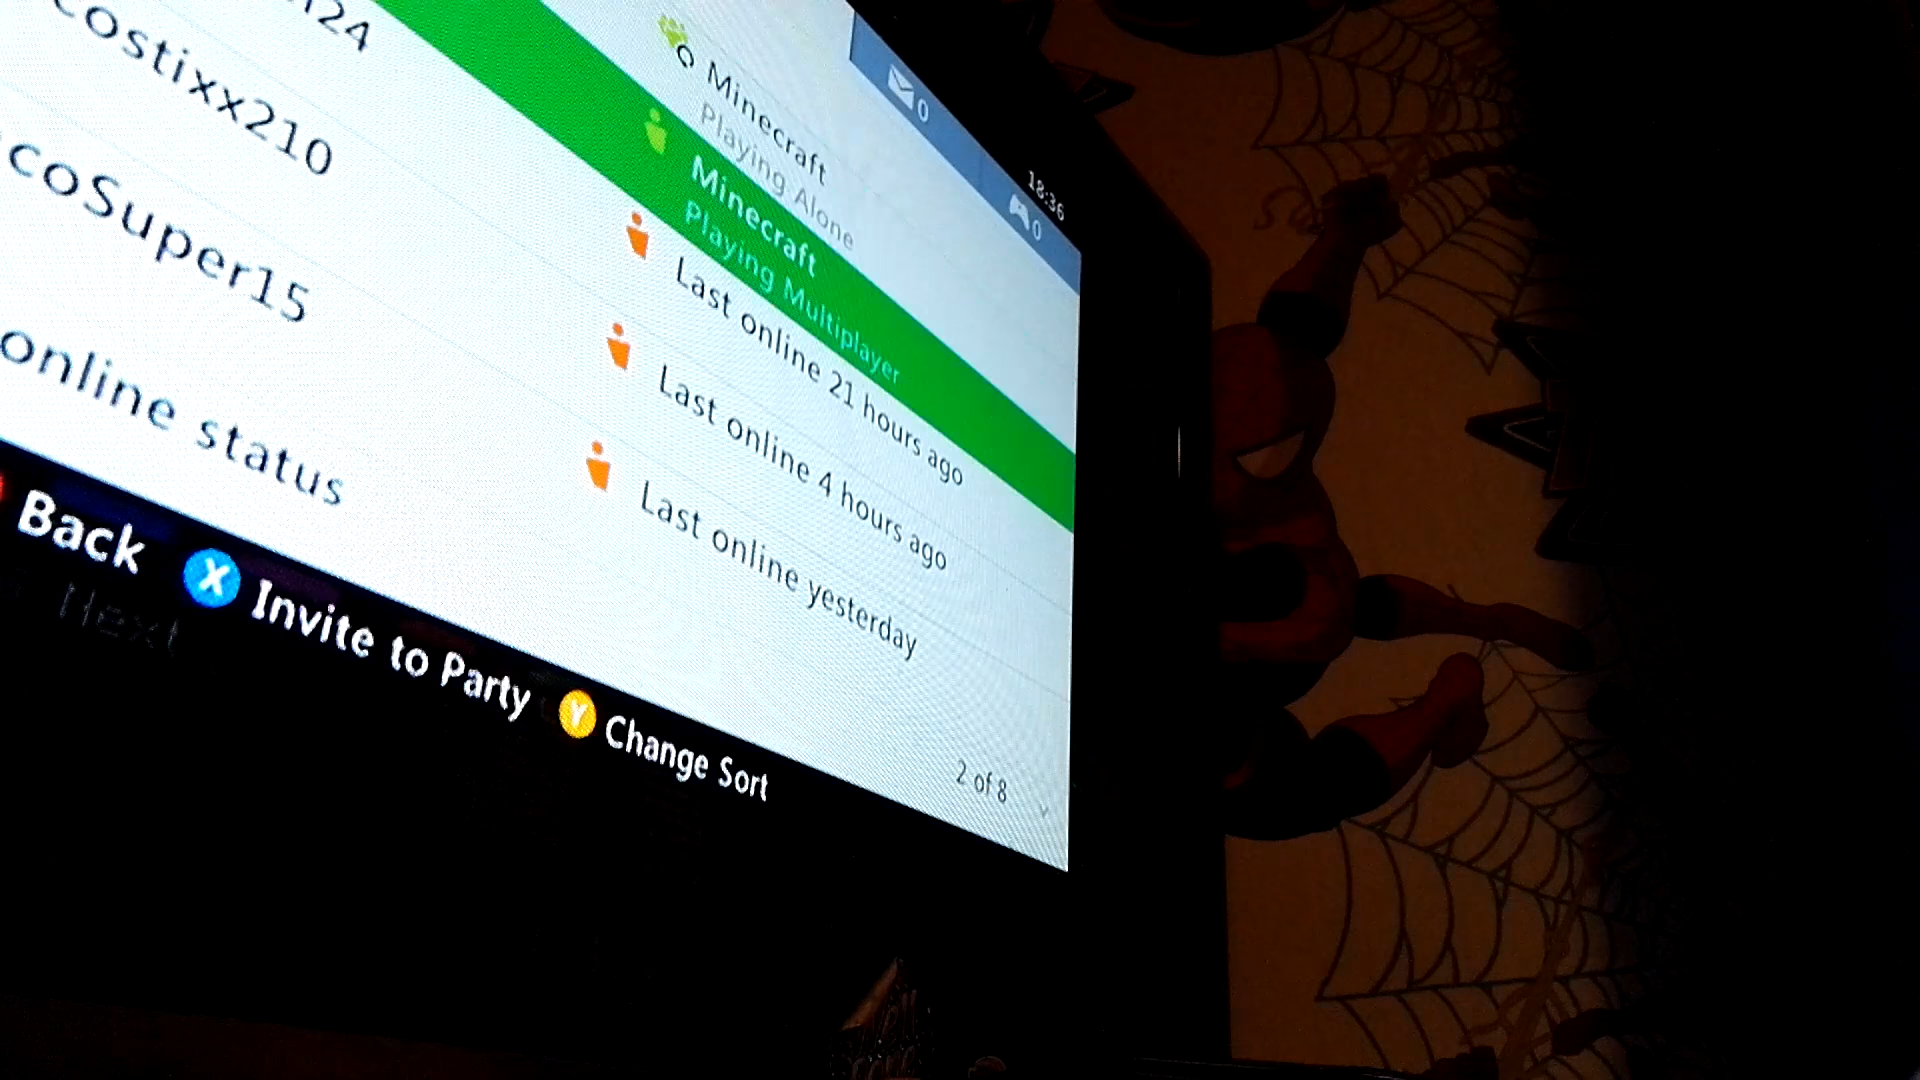 24
costixx210
coSuper15
online status
0
18:36
0
Minecraft
Playing Alone
Minecraft
Playing Multiplayer
Last online 21 hours ago
Last online 4 hours ago
Last online yesterday
2 of 8
Back
X Invite to Party
Y Change Sort
Next